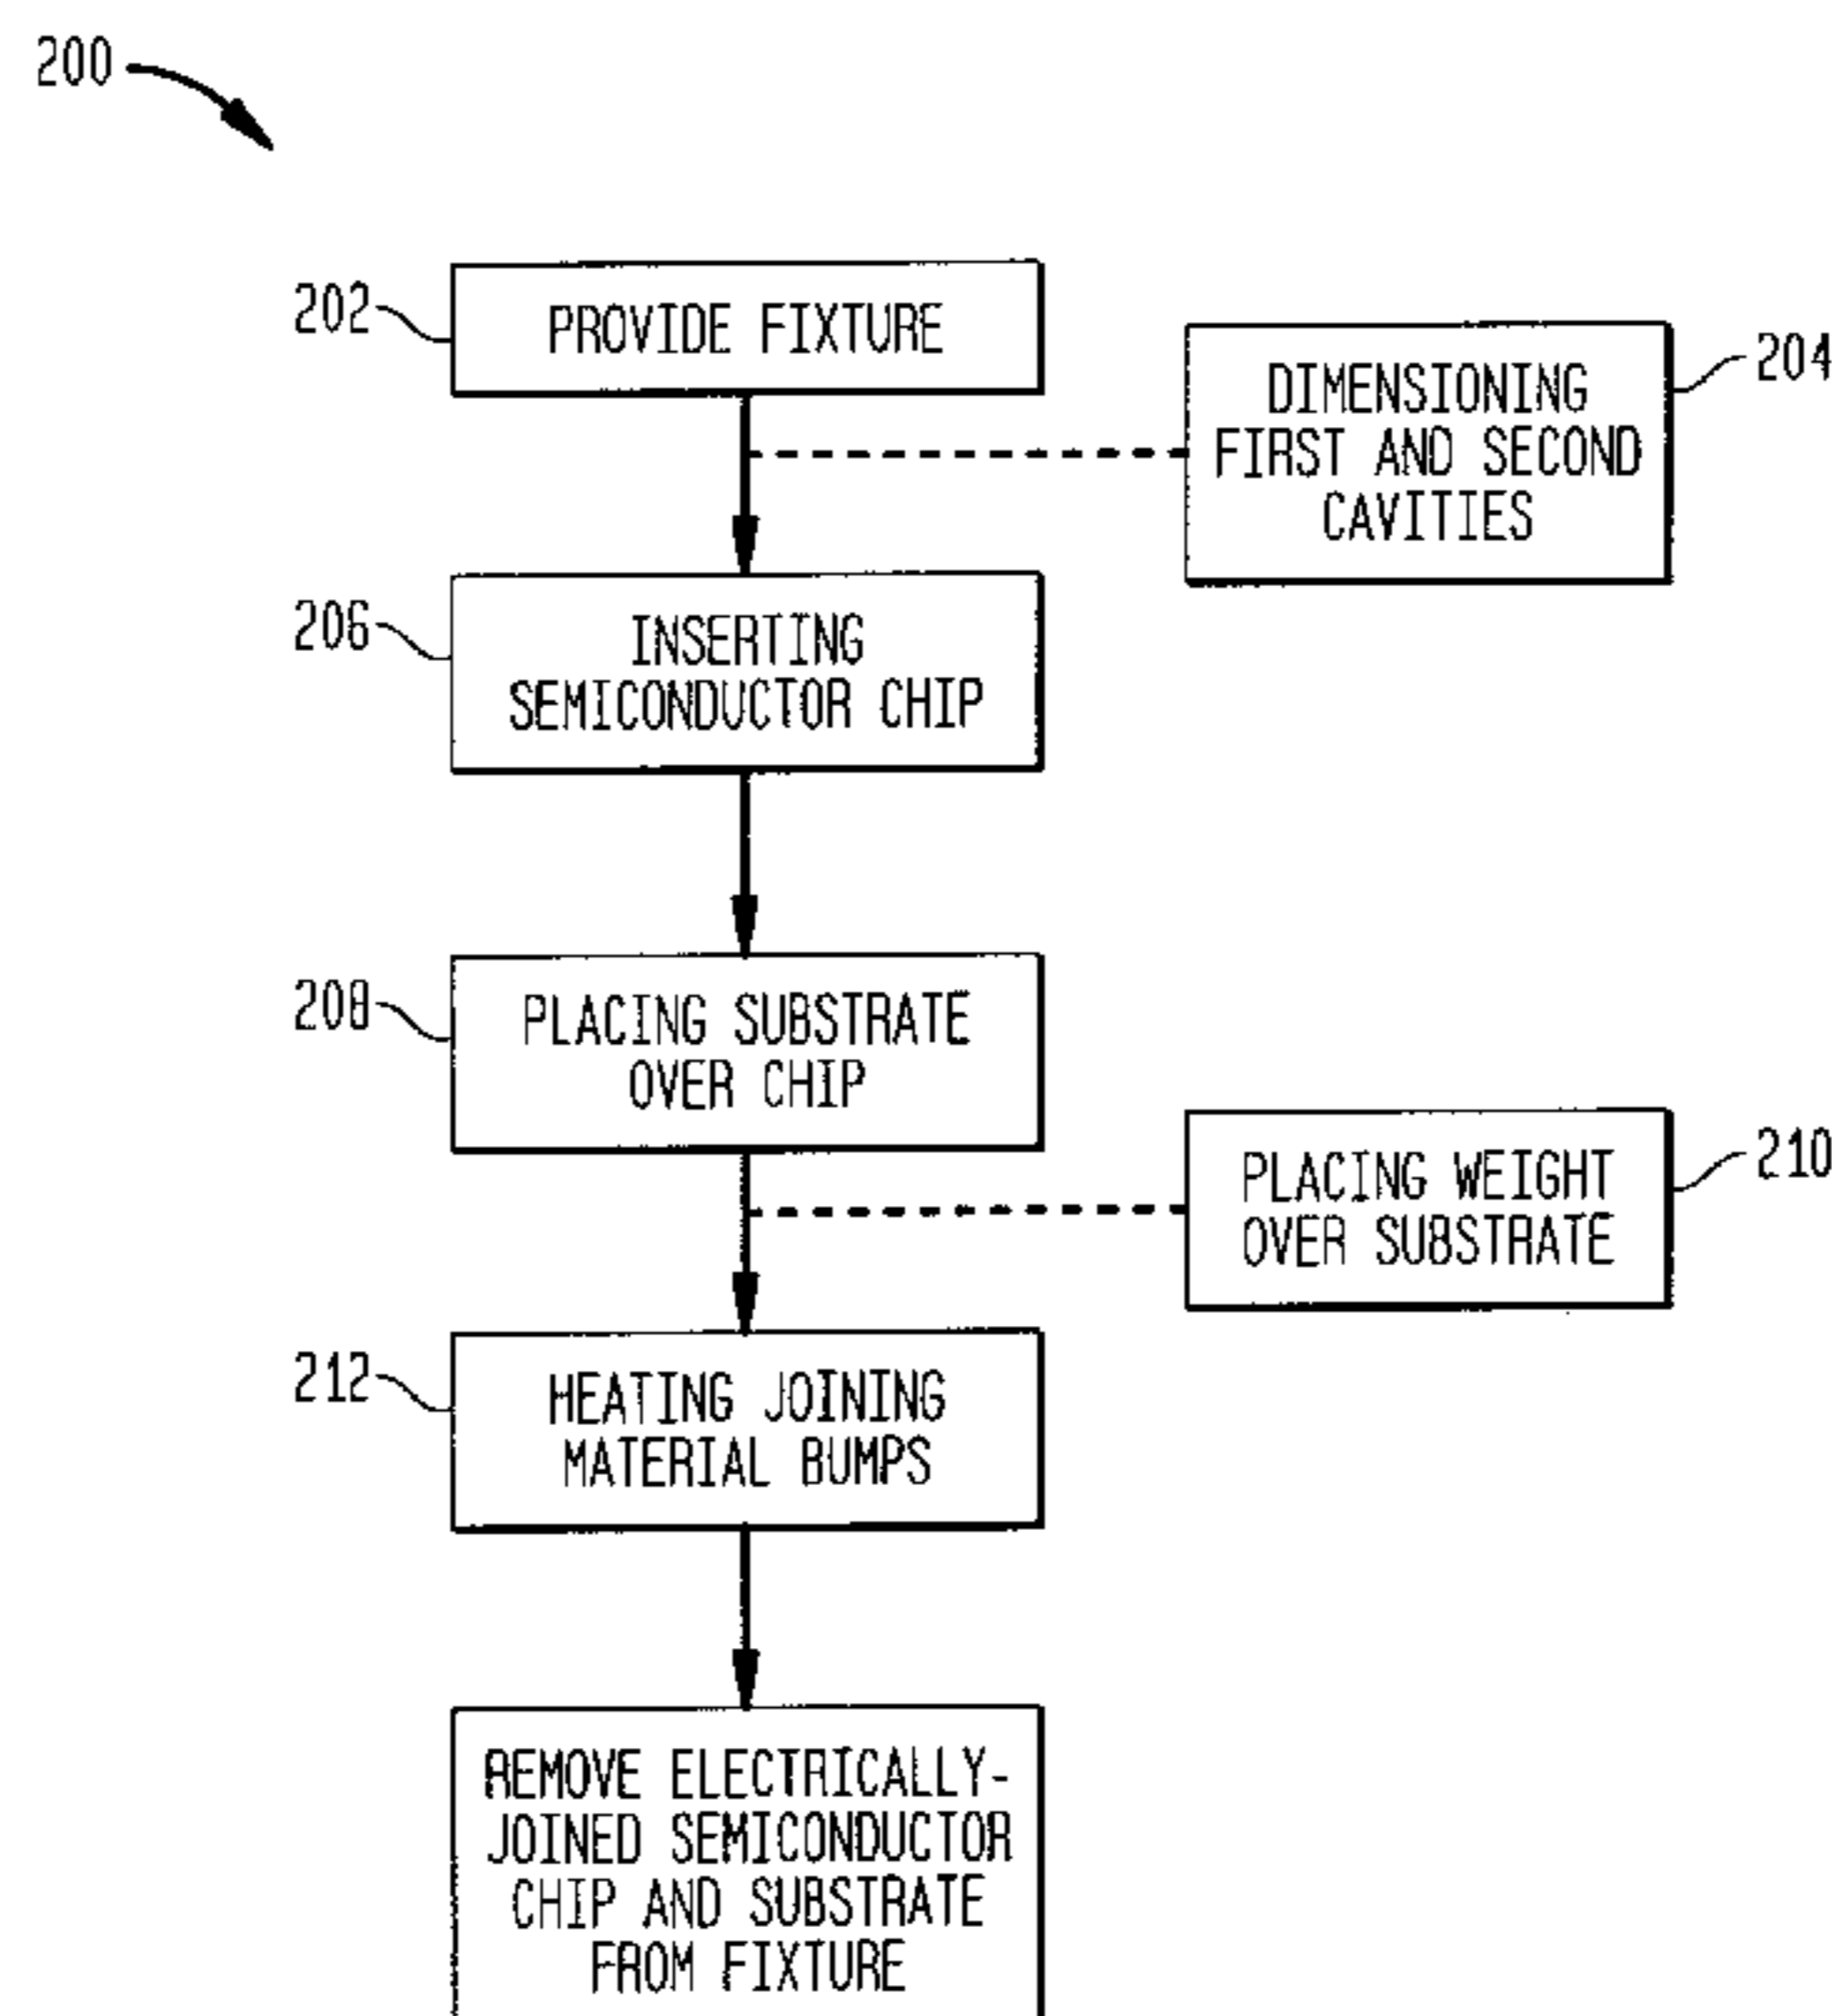 200
202
PROVIDE FIXTURE
204
DIMENSIONING
FIRST AND SECOND
CAVITIES
206
INSERTING
SEMICONDUCTOR CHIP
208
PLACING SUBSTRATE
OVER CHIP
210
PLACING WEIGHT
OVER SUBSTRATE
212
HEATING JOINING
MATERIAL BUMPS
REMOVE ELECTRICALLY-
JOINED SEMICONDUCTOR
CHIP AND SUBSTRATE
FROM FIXTURE